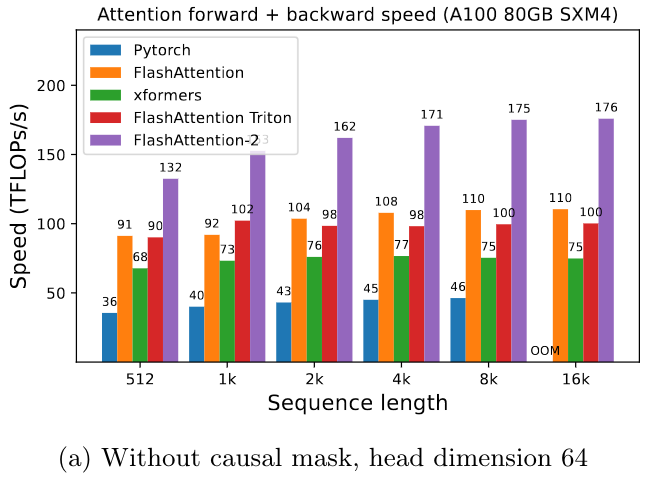 Attention forward + backward speed (A100 80GB SXM4)
Speed (TFLOPs/s)
200
150
100
50
Pytorch
FlashAttention
xformers
FlashAttention Triton
FlashAttention-2
36 91 68 90 132
40 92 73 102 153
43 104 76 98 162
45 108 77 98 171
46 110 75 100 175
OOM 110 75 100 176
512 1k 2k 4k 8k 16k
Sequence length
(a) Without causal mask, head dimension 64